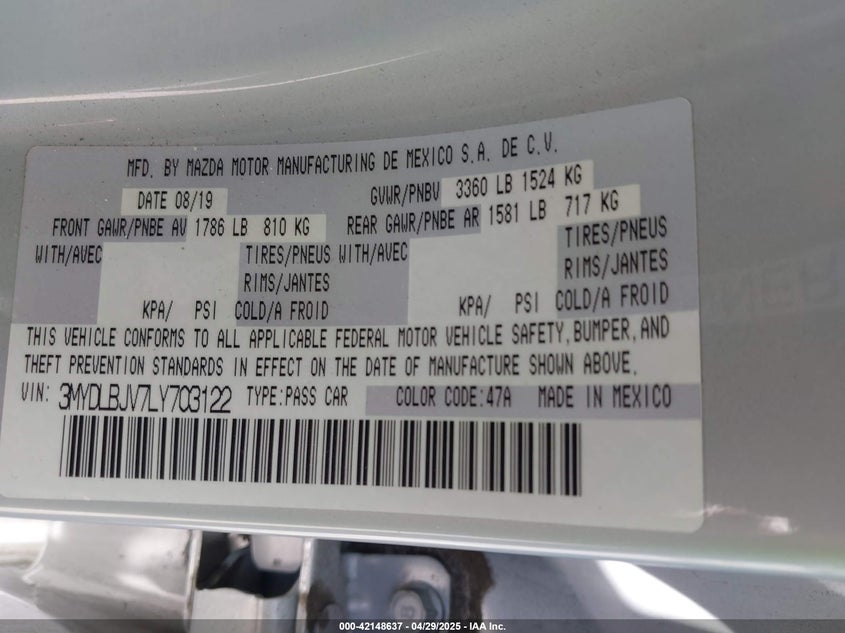 MFD. BY MAZDA MOTOR MANUFACTURING DE MEXICO S.A. DE C.V.
DATE 08/19 GVWR/PNBV 3360 LB 1524 KG
FRONT GAWR/PNBE AV 1786 LB 810 KG REAR GAWR/PNBE AR 1581 LB 717 KG
WITH/AVEC TIRES/PNEUS WITH/AVEC TIRES/PNEUS
RIMS/JANTES RIMS/JANTES
KPA/ PSI COLD/A FROID KPA/ PSI COLD/A FROID
THIS VEHICLE CONFORMS TO ALL APPLICABLE FEDERAL MOTOR VEHICLE SAFETY, BUMPER, AND
THEFT PREVENTION STANDARDS IN EFFECT ON THE DATE OF MANUFACTURE SHOWN ABOVE.
VIN: 3MYDLBJV7LY703122 TYPE:PASS CAR COLOR CODE:47A MADE IN MEXICO
000-42148637 - 04/29/2025 - IAAI.com